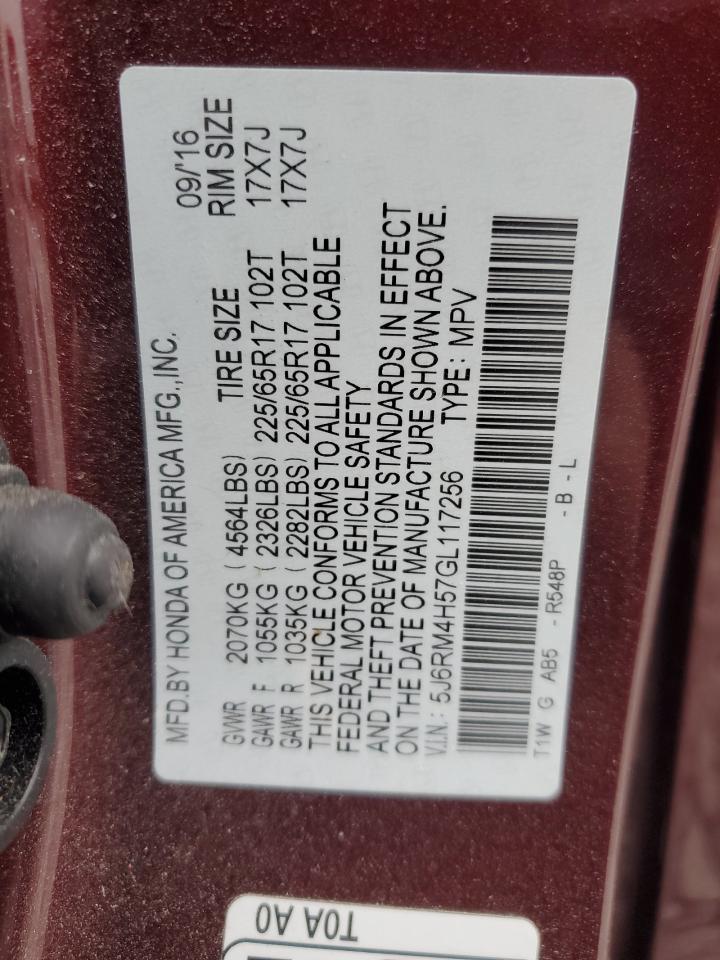 MFD.BY HONDA OF AMERICA MFG.,INC. 09/'16
GVWR 2070KG ( 4564LBS) TIRE SIZE RIM SIZE
GAWR F 1055KG ( 2326LBS) 225/65R17 102T 17X7J
GAWR R 1035KG ( 2282LBS) 225/65R17 102T 17X7J
THIS VEHICLE CONFORMS TO ALL APPLICABLE
FEDERAL MOTOR VEHICLE SAFETY
AND THEFT PREVENTION STANDARDS IN EFFECT
ON THE DATE OF MANUFACTURE SHOWN ABOVE.
V.I.N.: 5J6RM4H57GL117256 TYPE: MPV
T1W G AB5 -R548P -B-L
T0A A0